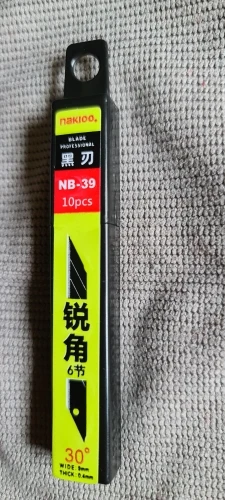 nakioo
BLADE
PROFESSIONAL
黑刃
NB-39
10pcs
锐角
6节
30°
WIDE: 9mm
THICK: 0.4mm